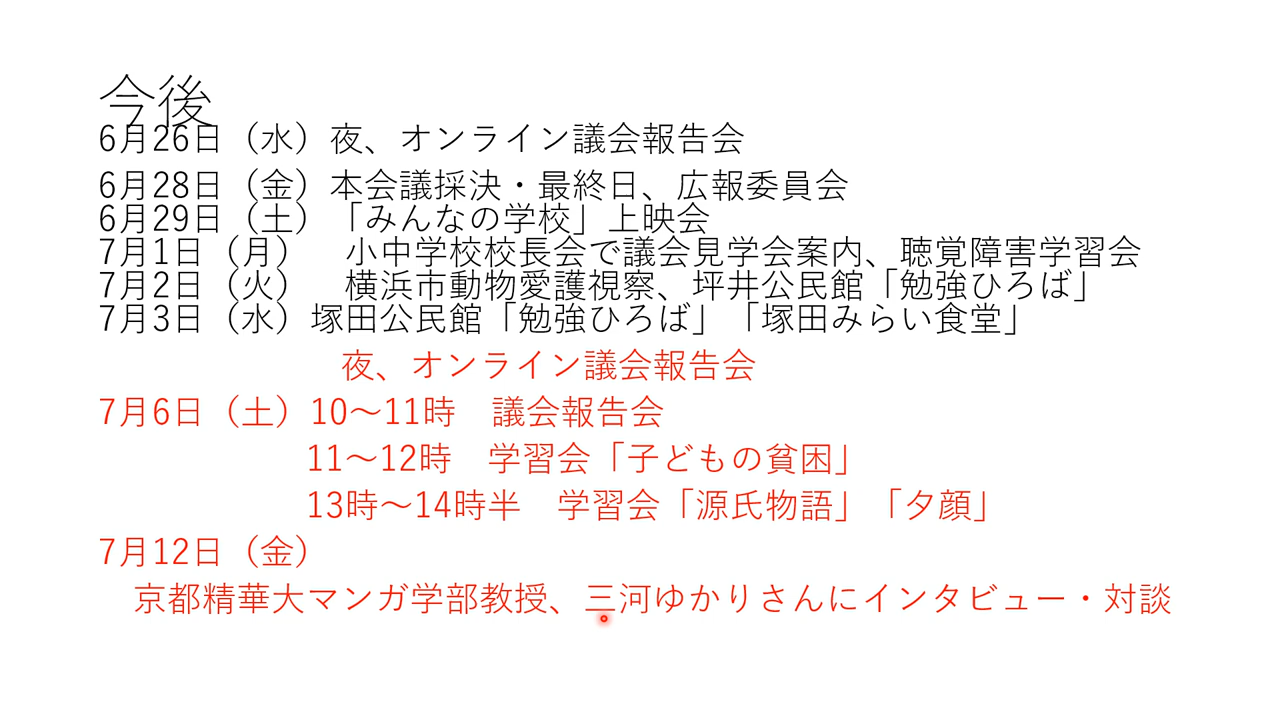 今後
6月26日（水）夜、オンライン議会報告会
6月28日（金）本会議採決・最終日、広報委員会
6月29日（土）「みんなの学校」上映会
7月1日（月）　小中学校校長会で議会見学会案内、聴覚障害学習会
7月2日（火）　横浜市動物愛護視察、坪井公民館「勉強ひろば」
7月3日（水）塚田公民館「勉強ひろば」「塚田みらい食堂」
夜、オンライン議会報告会
7月6日（土）10～11時　議会報告会
11～12時　学習会「子どもの貧困」
13時～14時半　学習会「源氏物語」「夕顔」
7月12日（金）
京都精華大マンガ学部教授、三河ゆかりさんにインタビュー・対談